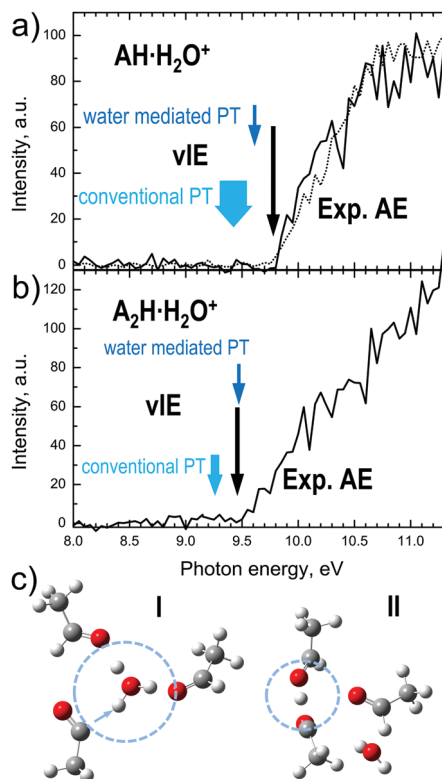 a)
100
80
60
40
20
0
Intensity, a.u.
AH·H₂O⁺
water mediated PT
vIE
conventional PT
Exp. AE
b)
120
100
80
60
40
20
0
Intensity, a.u.
A₂H·H₂O⁺
water mediated PT
vIE
conventional PT
Exp. AE
8.0 8.5 9.0 9.5 10.0 10.5 11.0
Photon energy, eV
c)
I
II